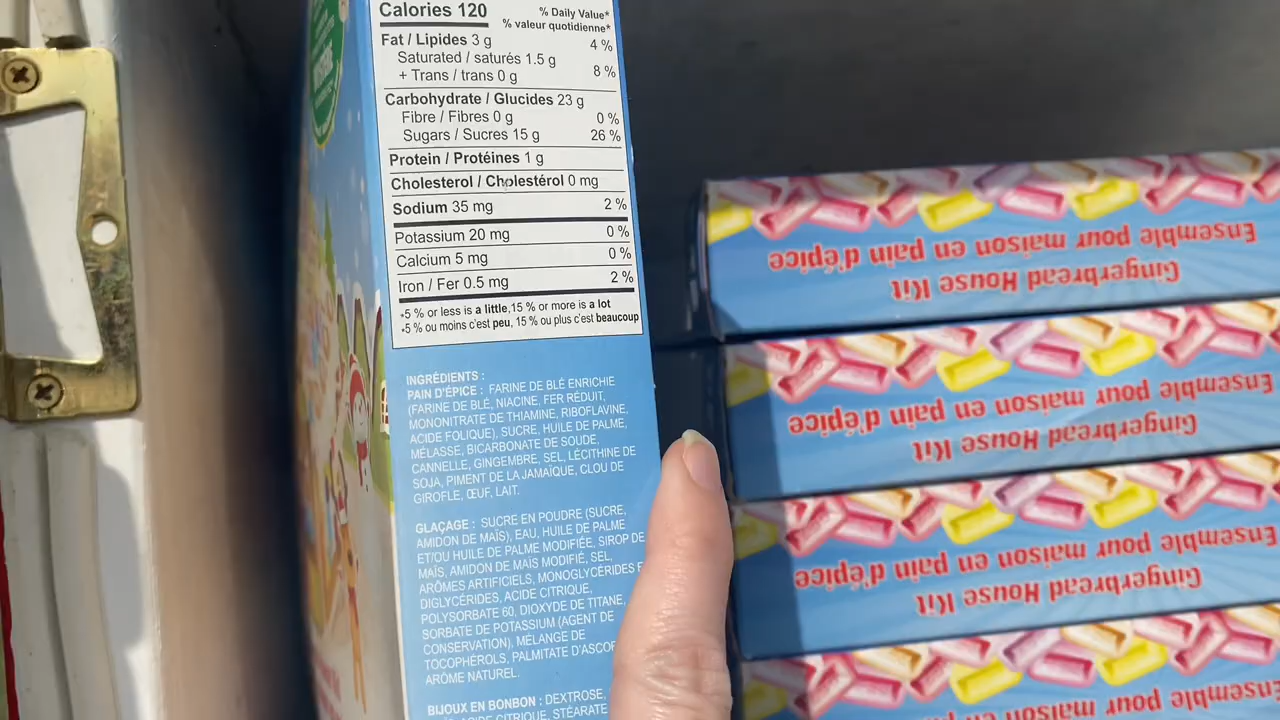 Calories 120
% Daily Value*
% valeur quotidienne*
Fat / Lipides 3 g 4 %
Saturated / saturés 1.5 g
+ Trans / trans 0 g 8 %
Carbohydrate / Glucides 23 g
Fibre / Fibres 0 g 0 %
Sugars / Sucres 15 g 26 %
Protein / Protéines 1 g
Cholesterol / Cholestérol 0 mg
Sodium 35 mg 2 %
Potassium 20 mg 0 %
Calcium 5 mg 0 %
Iron / Fer 0.5 mg 2 %
*5 % or less is a little, 15 % or more is a lot
*5 % ou moins c'est peu, 15 % ou plus c'est beaucoup
INGRÉDIENTS :
PAIN D'ÉPICE : FARINE DE BLÉ ENRICHIE
(FARINE DE BLÉ, NIACINE, FER RÉDUIT,
MONONITRATE DE THIAMINE, RIBOFLAVINE,
ACIDE FOLIQUE), SUCRE, HUILE DE PALME,
MÉLASSE, BICARBONATE DE SOUDE,
CANNELLE, GINGEMBRE, SEL, LÉCITHINE DE
SOJA, PIMENT DE LA JAMAÏQUE, CLOU DE
GIROFLE, ŒUF, LAIT.
GLAÇAGE : SUCRE EN POUDRE (SUCRE,
AMIDON DE MAÏS), EAU, HUILE DE PALME
ET/OU HUILE DE PALME MODIFIÉE, SIROP DE
MAÏS, AMIDON DE MAÏS MODIFIÉ, SEL,
ARÔMES ARTIFICIELS, MONOGLYCÉRIDES E
DIGLYCÉRIDES, ACIDE CITRIQUE,
POLYSORBATE 60, DIOXYDE DE TITANE,
SORBATE DE POTASSIUM (AGENT DE
CONSERVATION), MÉLANGE DE
TOCOPHÉROLS, PALMITATE D'ASCOR
ARÔME NATUREL.
BIJOUX EN BONBON : DEXTROSE,
CITRIQUE, STÉARATE
Gingerbread House Kit
Ensemble pour maison en pain d'épice
Gingerbread House Kit
Ensemble pour maison en pain d'épice
Gingerbread House Kit
Ensemble pour maison en pain d'épice
Ensemble pour maison en